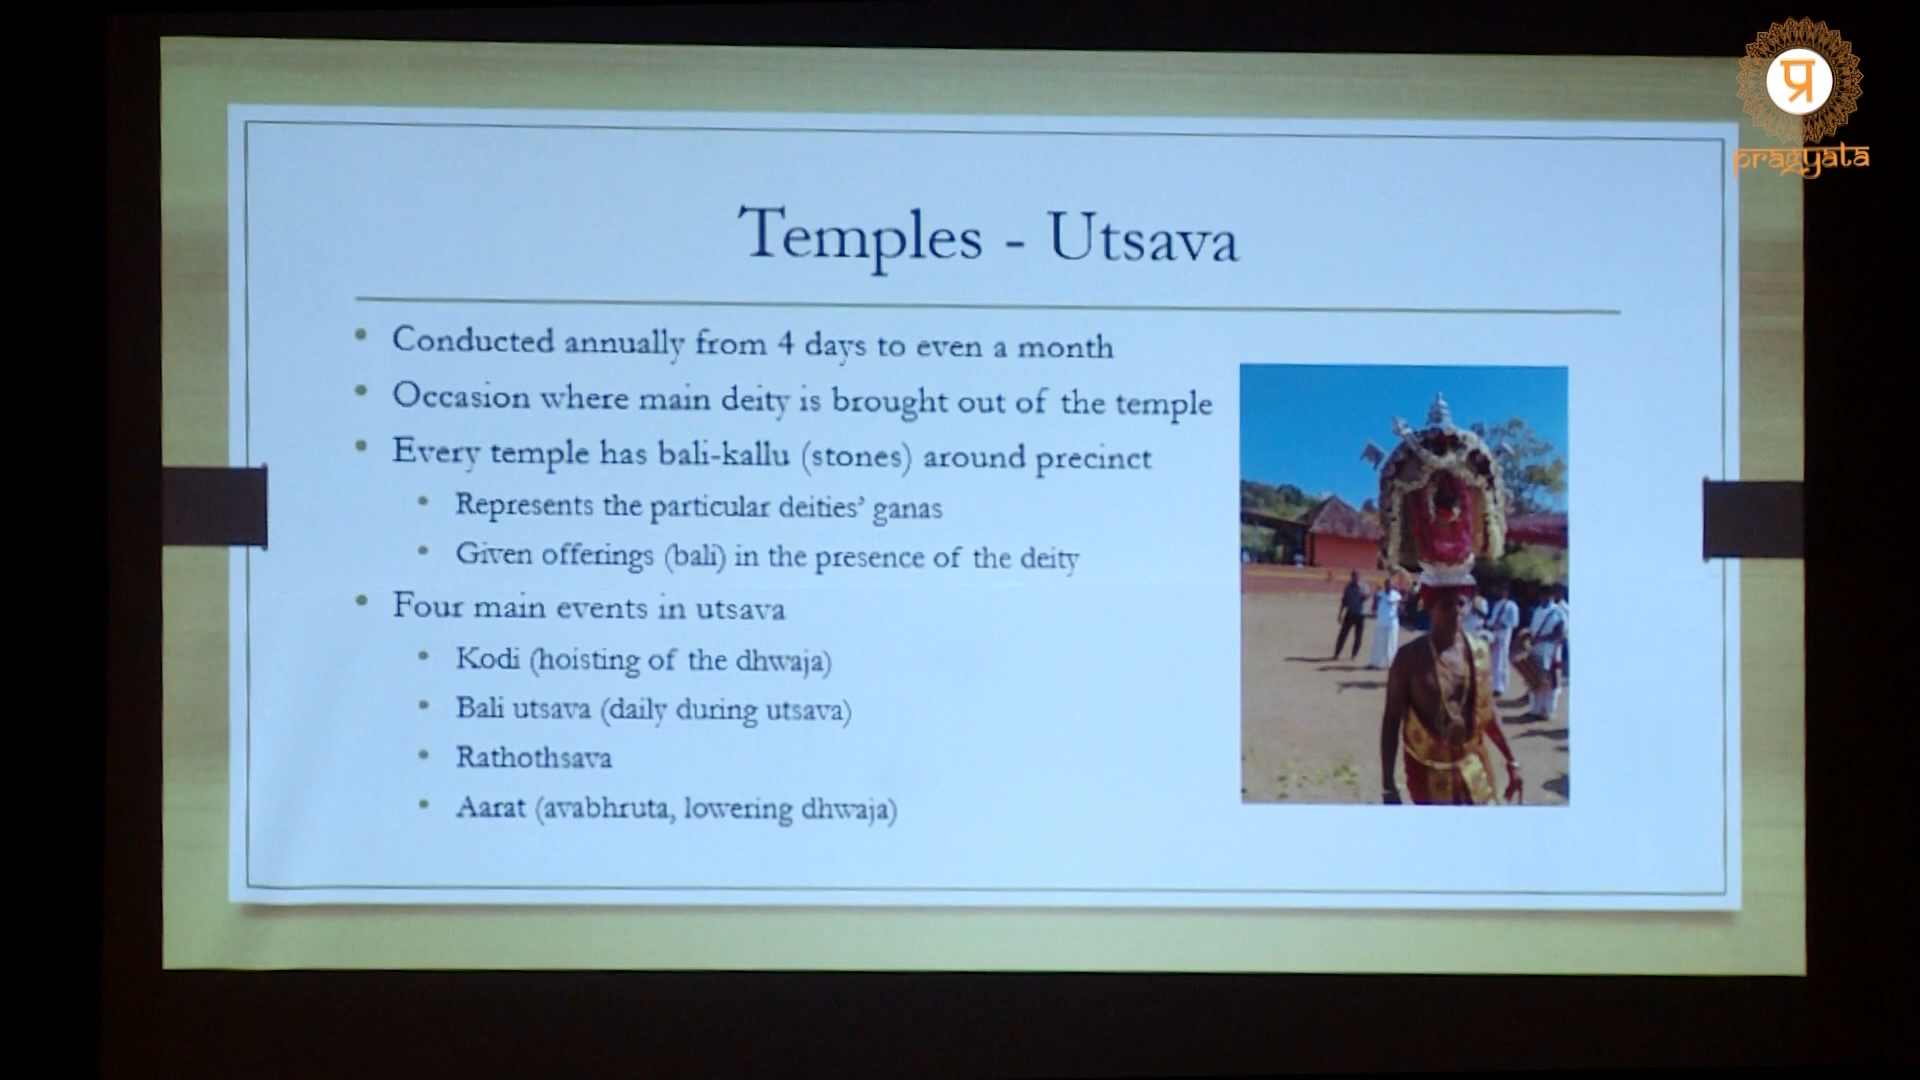 प्र
pragyata
Temples - Utsava
• Conducted annually from 4 days to even a month
• Occasion where main deity is brought out of the temple
• Every temple has bali-kallu (stones) around precinct
• Represents the particular deities’ ganas
• Given offerings (bali) in the presence of the deity
• Four main events in utsava
• Kodi (hoisting of the dhwaja)
• Bali utsava (daily during utsava)
• Rathothsava
• Aarat (avabhruta, lowering dhwaja)